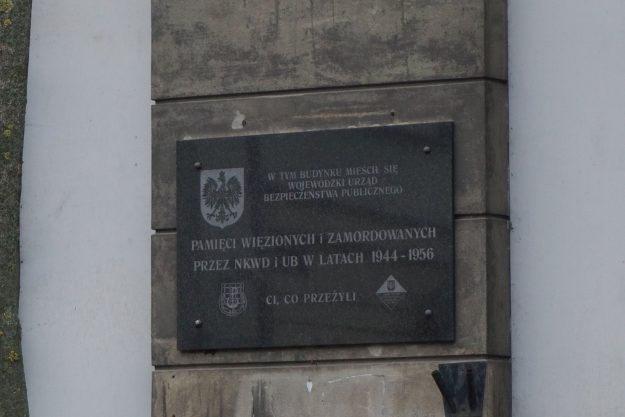 W TYM BUDYNKU MIEŚCIŁ SIĘ
WOJEWÓDZKI URZĄD
BEZPIECZEŃSTWA PUBLICZNEGO
PAMIĘCI WIĘZIONYCH i ZAMORDOWANYCH
PRZEZ NKWD i UB W LATACH 1944 - 1956
CI, CO PRZEŻYLI